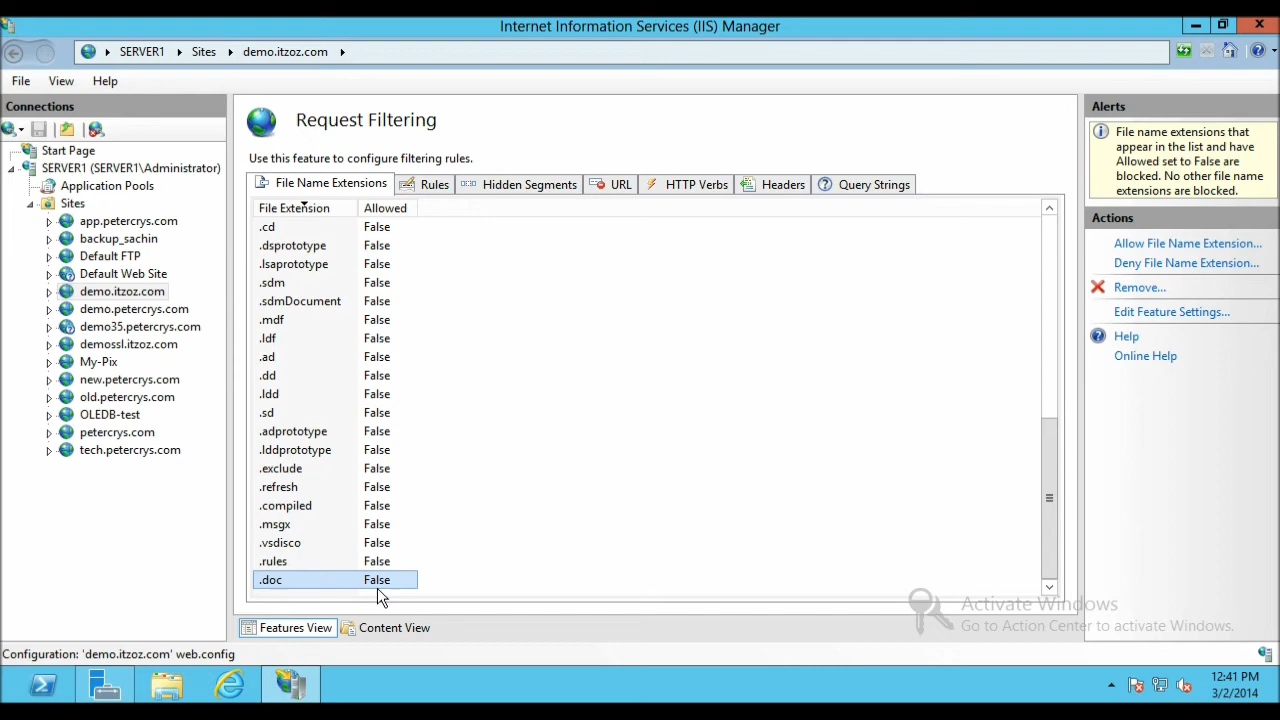 Internet Information Services (IIS) Manager
SERVER1 Sites demo.itzoz.com
File View Help
Connections
Start Page
SERVER1 (SERVER1\Administrator)
Application Pools
Sites
app.petercrys.com
backup_sachin
Default FTP
Default Web Site
demo.itzoz.com
demo.petercrys.com
demo35.petercrys.com
demossl.itzoz.com
My-Pix
new.petercrys.com
old.petercrys.com
OLEDB-test
petercrys.com
tech.petercrys.com
Request Filtering
Use this feature to configure filtering rules.
File Name Extensions Rules Hidden Segments URL HTTP Verbs Headers Query Strings
File Extension Allowed
.cd False
.dsprototype False
.lsaprototype False
.sdm False
.sdmDocument False
.mdf False
.ldf False
.ad False
.dd False
.ldd False
.sd False
.adprototype False
.lddprototype False
.exclude False
.refresh False
.compiled False
.msgx False
.vsdisco False
.rules False
.doc False
Features View Content View
Alerts
File name extensions that
appear in the list and have
Allowed set to False are
blocked. No other file name
extensions are blocked.
Actions
Allow File Name Extension...
Deny File Name Extension...
Remove...
Edit Feature Settings...
Help
Online Help
Activate Windows
Go to Action Center to activate Windows.
Configuration: 'demo.itzoz.com' web.config
12:41 PM
3/2/2014